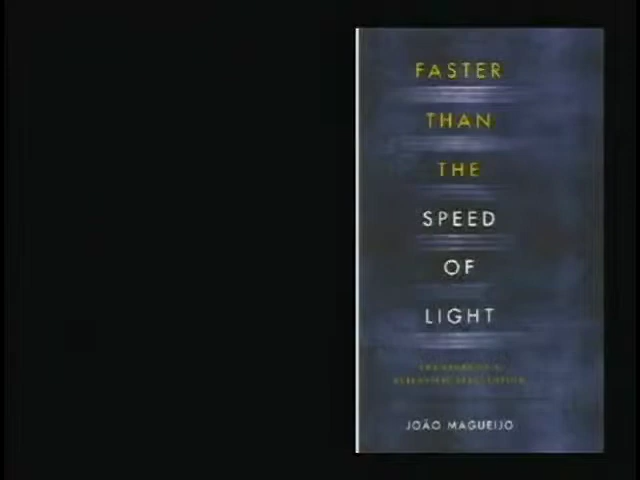 FASTER
THAN
THE
SPEED
OF
LIGHT
JOÃO MAGUEIJO